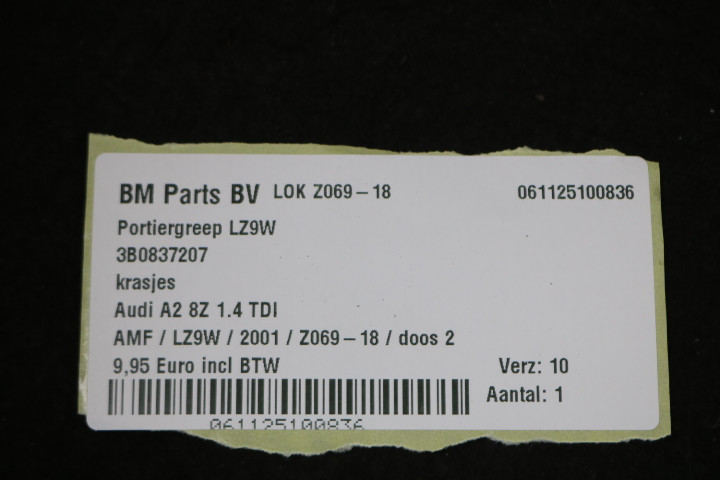 BM Parts BV LOK Z069-18 061125100836
Portiergreep LZ9W
3B0837207
krasjes
Audi A2 8Z 1.4 TDI
AMF / LZ9W / 2001 / Z069-18 / doos 2
9,95 Euro incl BTW Verz: 10
Aantal: 1
061125100836